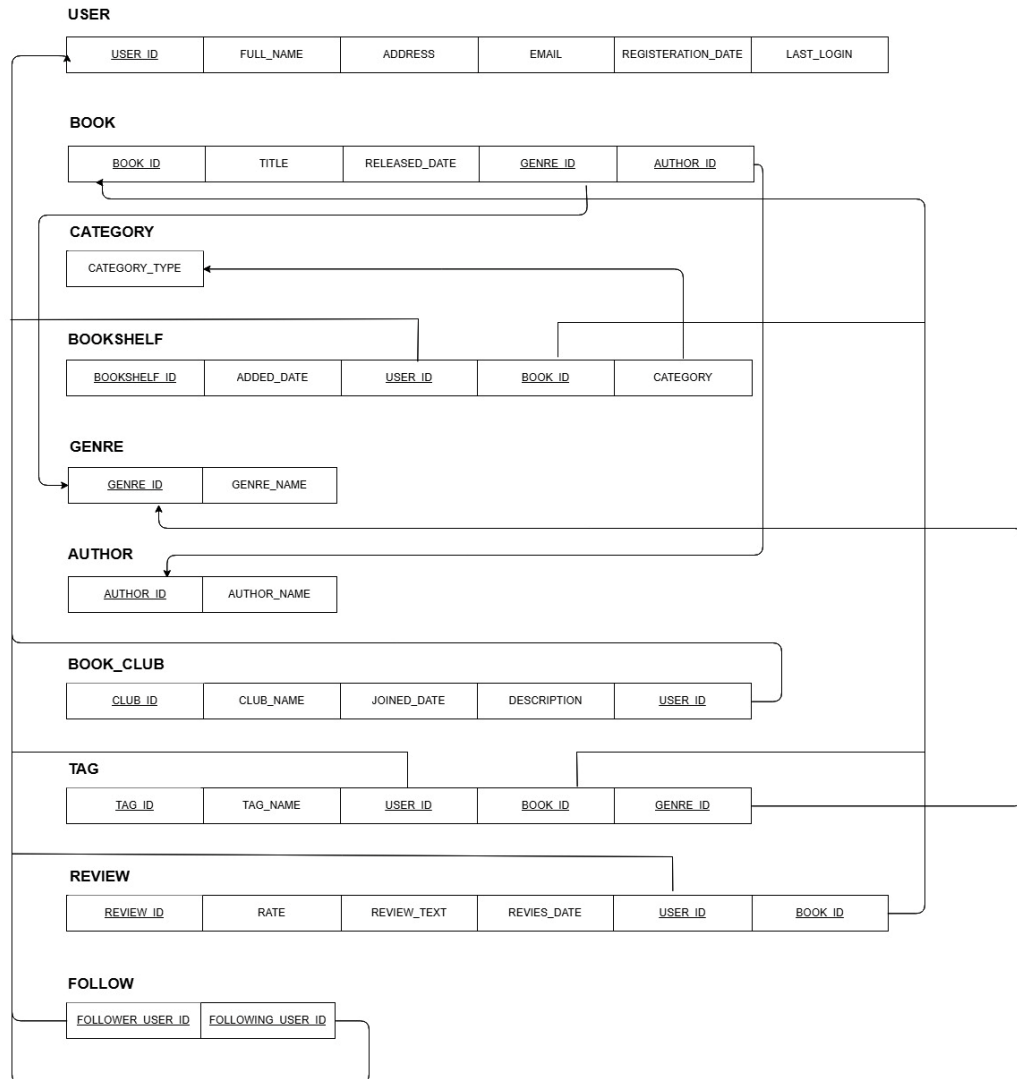 USER
USER_ID FULL_NAME ADDRESS EMAIL REGISTERATION_DATE LAST_LOGIN
BOOK
BOOK_ID TITLE RELEASED_DATE GENRE_ID AUTHOR_ID
CATEGORY
CATEGORY_TYPE
BOOKSHELF
BOOKSHELF_ID ADDED_DATE USER_ID BOOK_ID CATEGORY
GENRE
GENRE_ID GENRE_NAME
AUTHOR
AUTHOR_ID AUTHOR_NAME
BOOK_CLUB
CLUB_ID CLUB_NAME JOINED_DATE DESCRIPTION USER_ID
TAG
TAG_ID TAG_NAME USER_ID BOOK_ID GENRE_ID
REVIEW
REVIEW_ID RATE REVIEW_TEXT REVIES_DATE USER_ID BOOK_ID
FOLLOW
FOLLOWER_USER_ID FOLLOWING_USER_ID